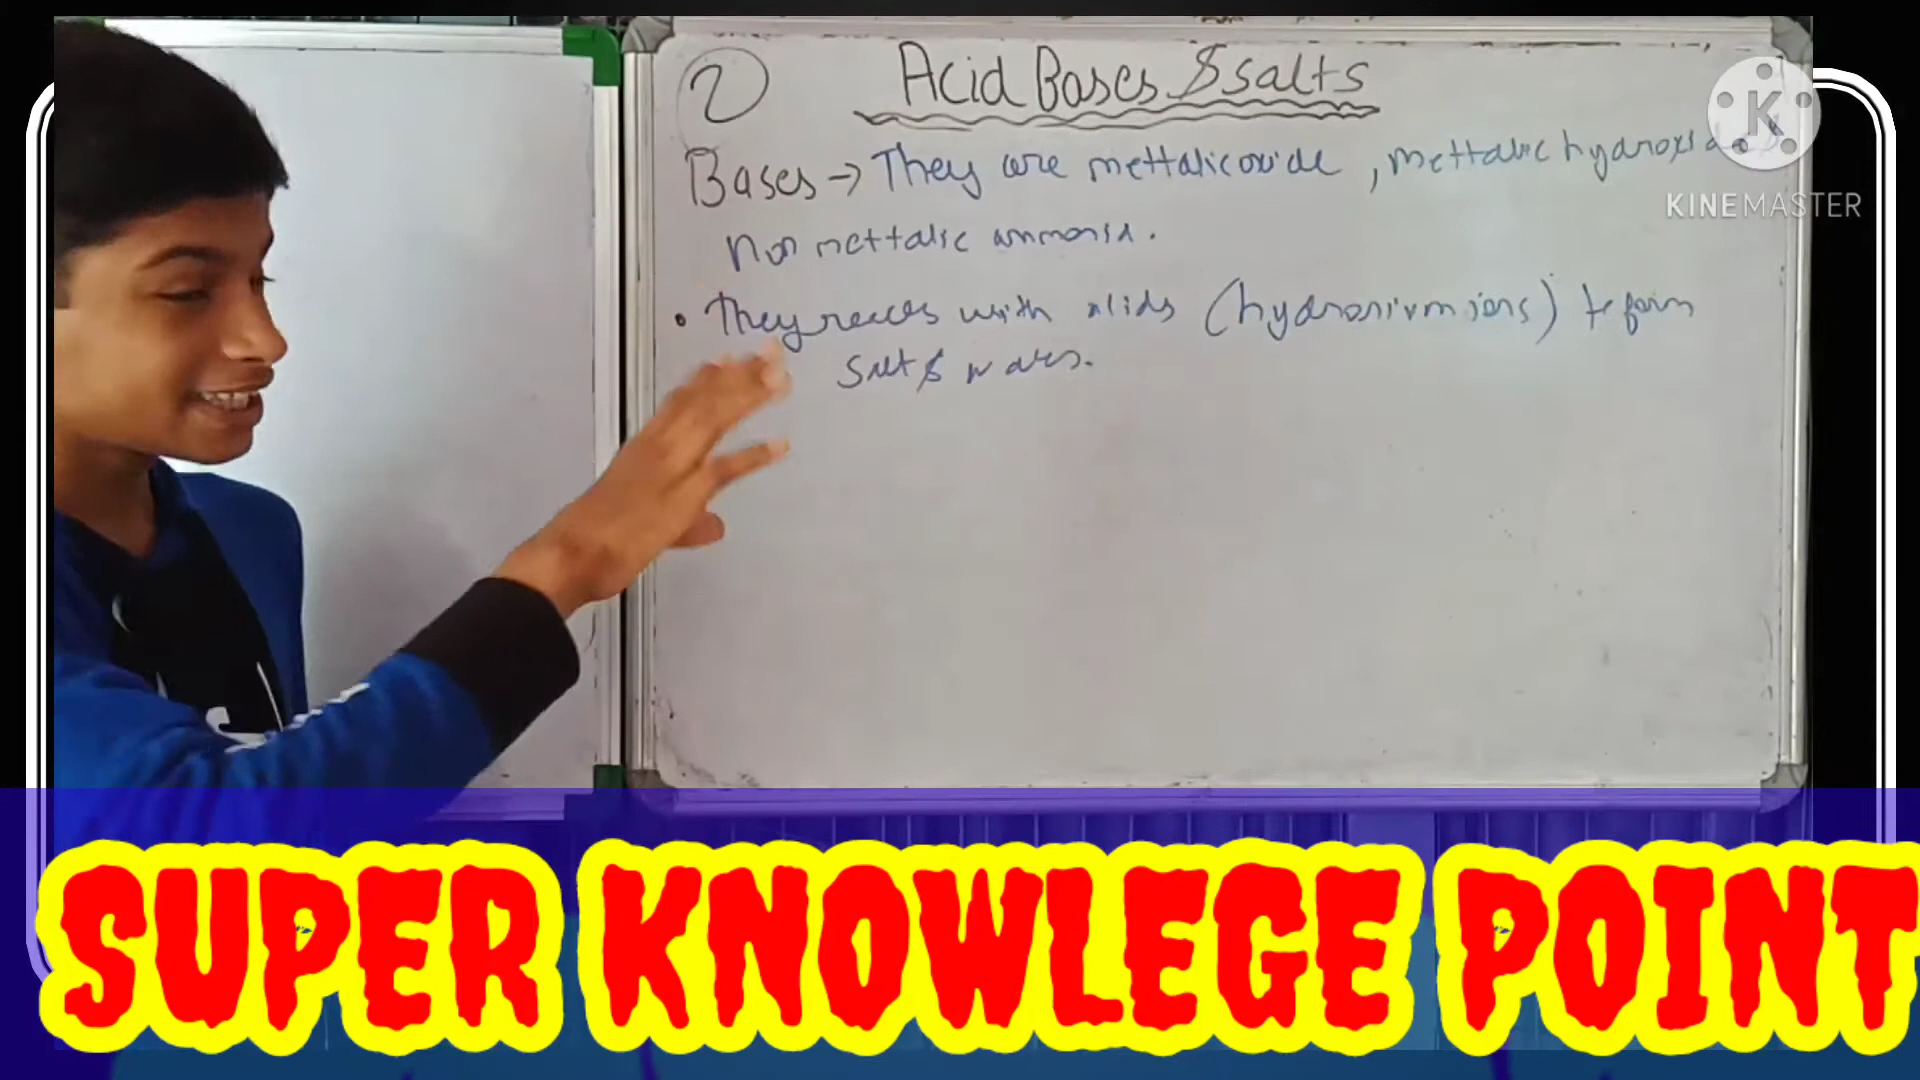 2
Acid Bases & salts
Bases → They are mettalic oxide , mettalic hydroxide
Non mettalic ammonia.
• They reacts with acids (hydronium ions) to form
Salt & water.
KINEMASTER
SUPER KNOWLEGE POINT